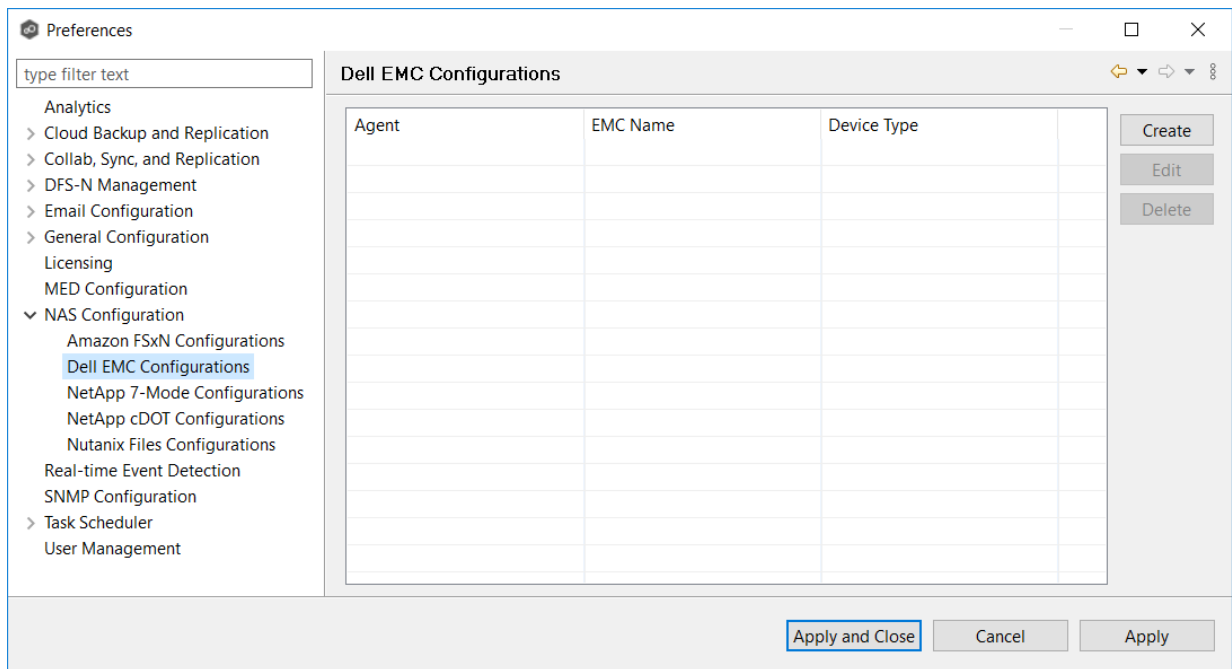 Preferences
type filter text
Analytics
Cloud Backup and Replication
Collab, Sync, and Replication
DFS-N Management
Email Configuration
General Configuration
Licensing
MED Configuration
NAS Configuration
Amazon FSxN Configurations
Dell EMC Configurations
NetApp 7-Mode Configurations
NetApp cDOT Configurations
Nutanix Files Configurations
Real-time Event Detection
SNMP Configuration
Task Scheduler
User Management
Dell EMC Configurations
Agent EMC Name Device Type
Create
Edit
Delete
Apply and Close Cancel Apply